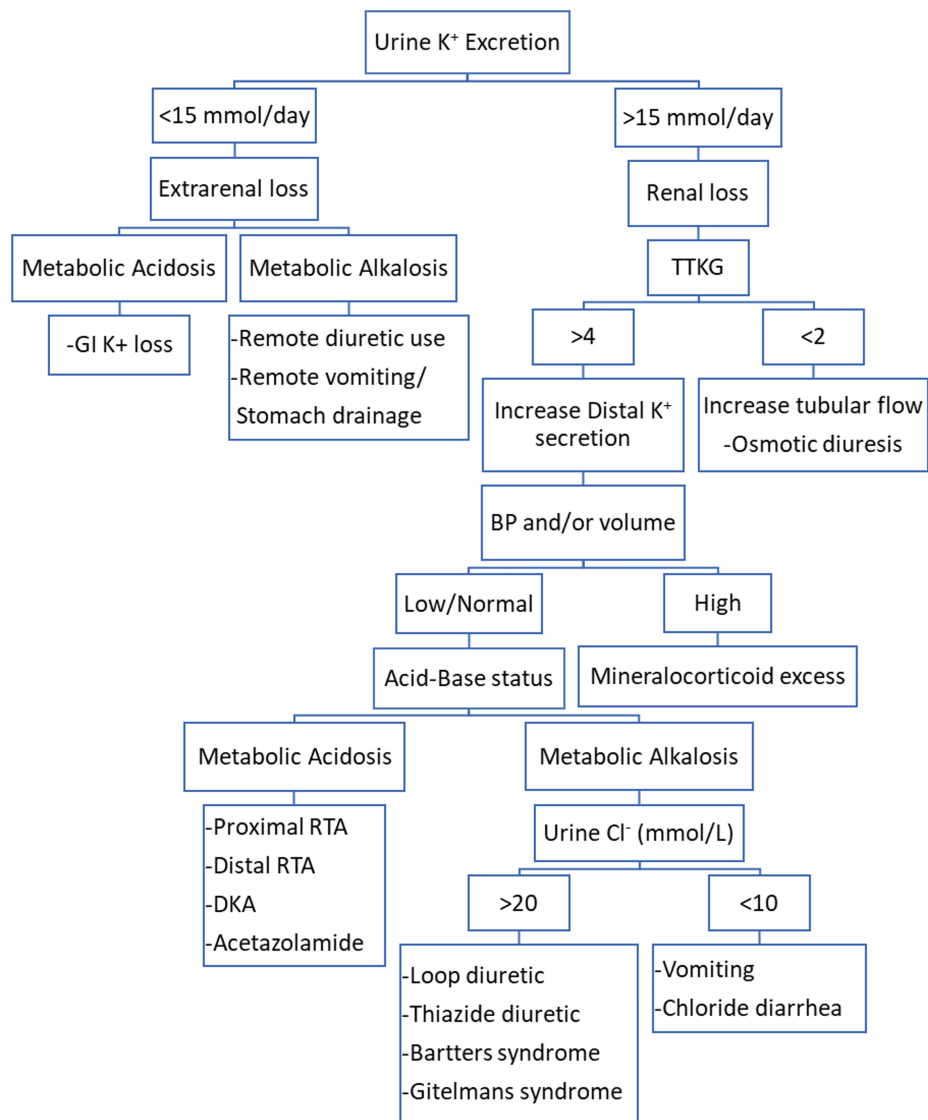 Urine K⁺ Excretion
<15 mmol/day
>15 mmol/day
Extrarenal loss
Renal loss
Metabolic Acidosis
Metabolic Alkalosis
TTKG
-GI K+ loss
-Remote diuretic use
-Remote vomiting/
Stomach drainage
>4
<2
Increase Distal K⁺
secretion
Increase tubular flow
-Osmotic diuresis
BP and/or volume
Low/Normal
High
Acid-Base status
Mineralocorticoid excess
Metabolic Acidosis
Metabolic Alkalosis
-Proximal RTA
-Distal RTA
-DKA
-Acetazolamide
Urine Cl⁻ (mmol/L)
>20
<10
-Loop diuretic
-Thiazide diuretic
-Bartters syndrome
-Gitelmans syndrome
-Vomiting
-Chloride diarrhea